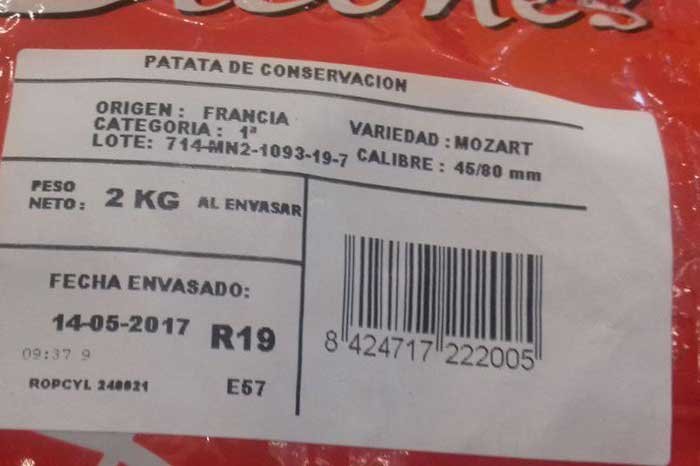 PATATA DE CONSERVACION
ORIGEN : FRANCIA
CATEGORIA : 1ª
VARIEDAD : MOZART
LOTE: 714-MN2-1093-19-7
CALIBRE : 45/80 mm
PESO NETO: 2 KG AL ENVASAR
FECHA ENVASADO:
14-05-2017 R19
09:37 9
ROPCYL 240021 E57
8 424717 222005